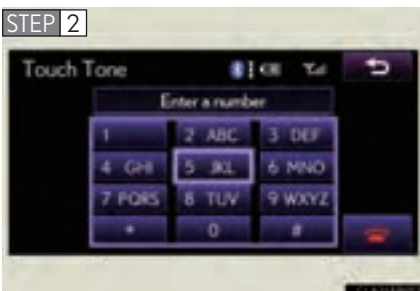 STEP 2
Touch Tone
Enter a number
1 2 ABC 3 DEF
4 GHI 5 JKL 6 MNO
7 PQRS 8 TUV 9 WXYZ
* 0 #